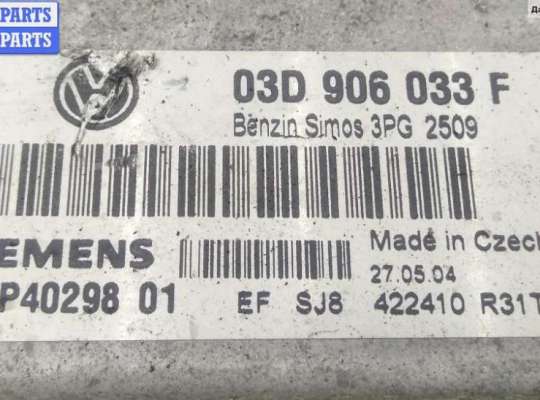 PARTS
PARTS
03D 906 033 F
Benzin Simos 3PG 2509
EMENS
Made in Czech
27.05.04
P40298 01
EF SJ8 422410 R31T